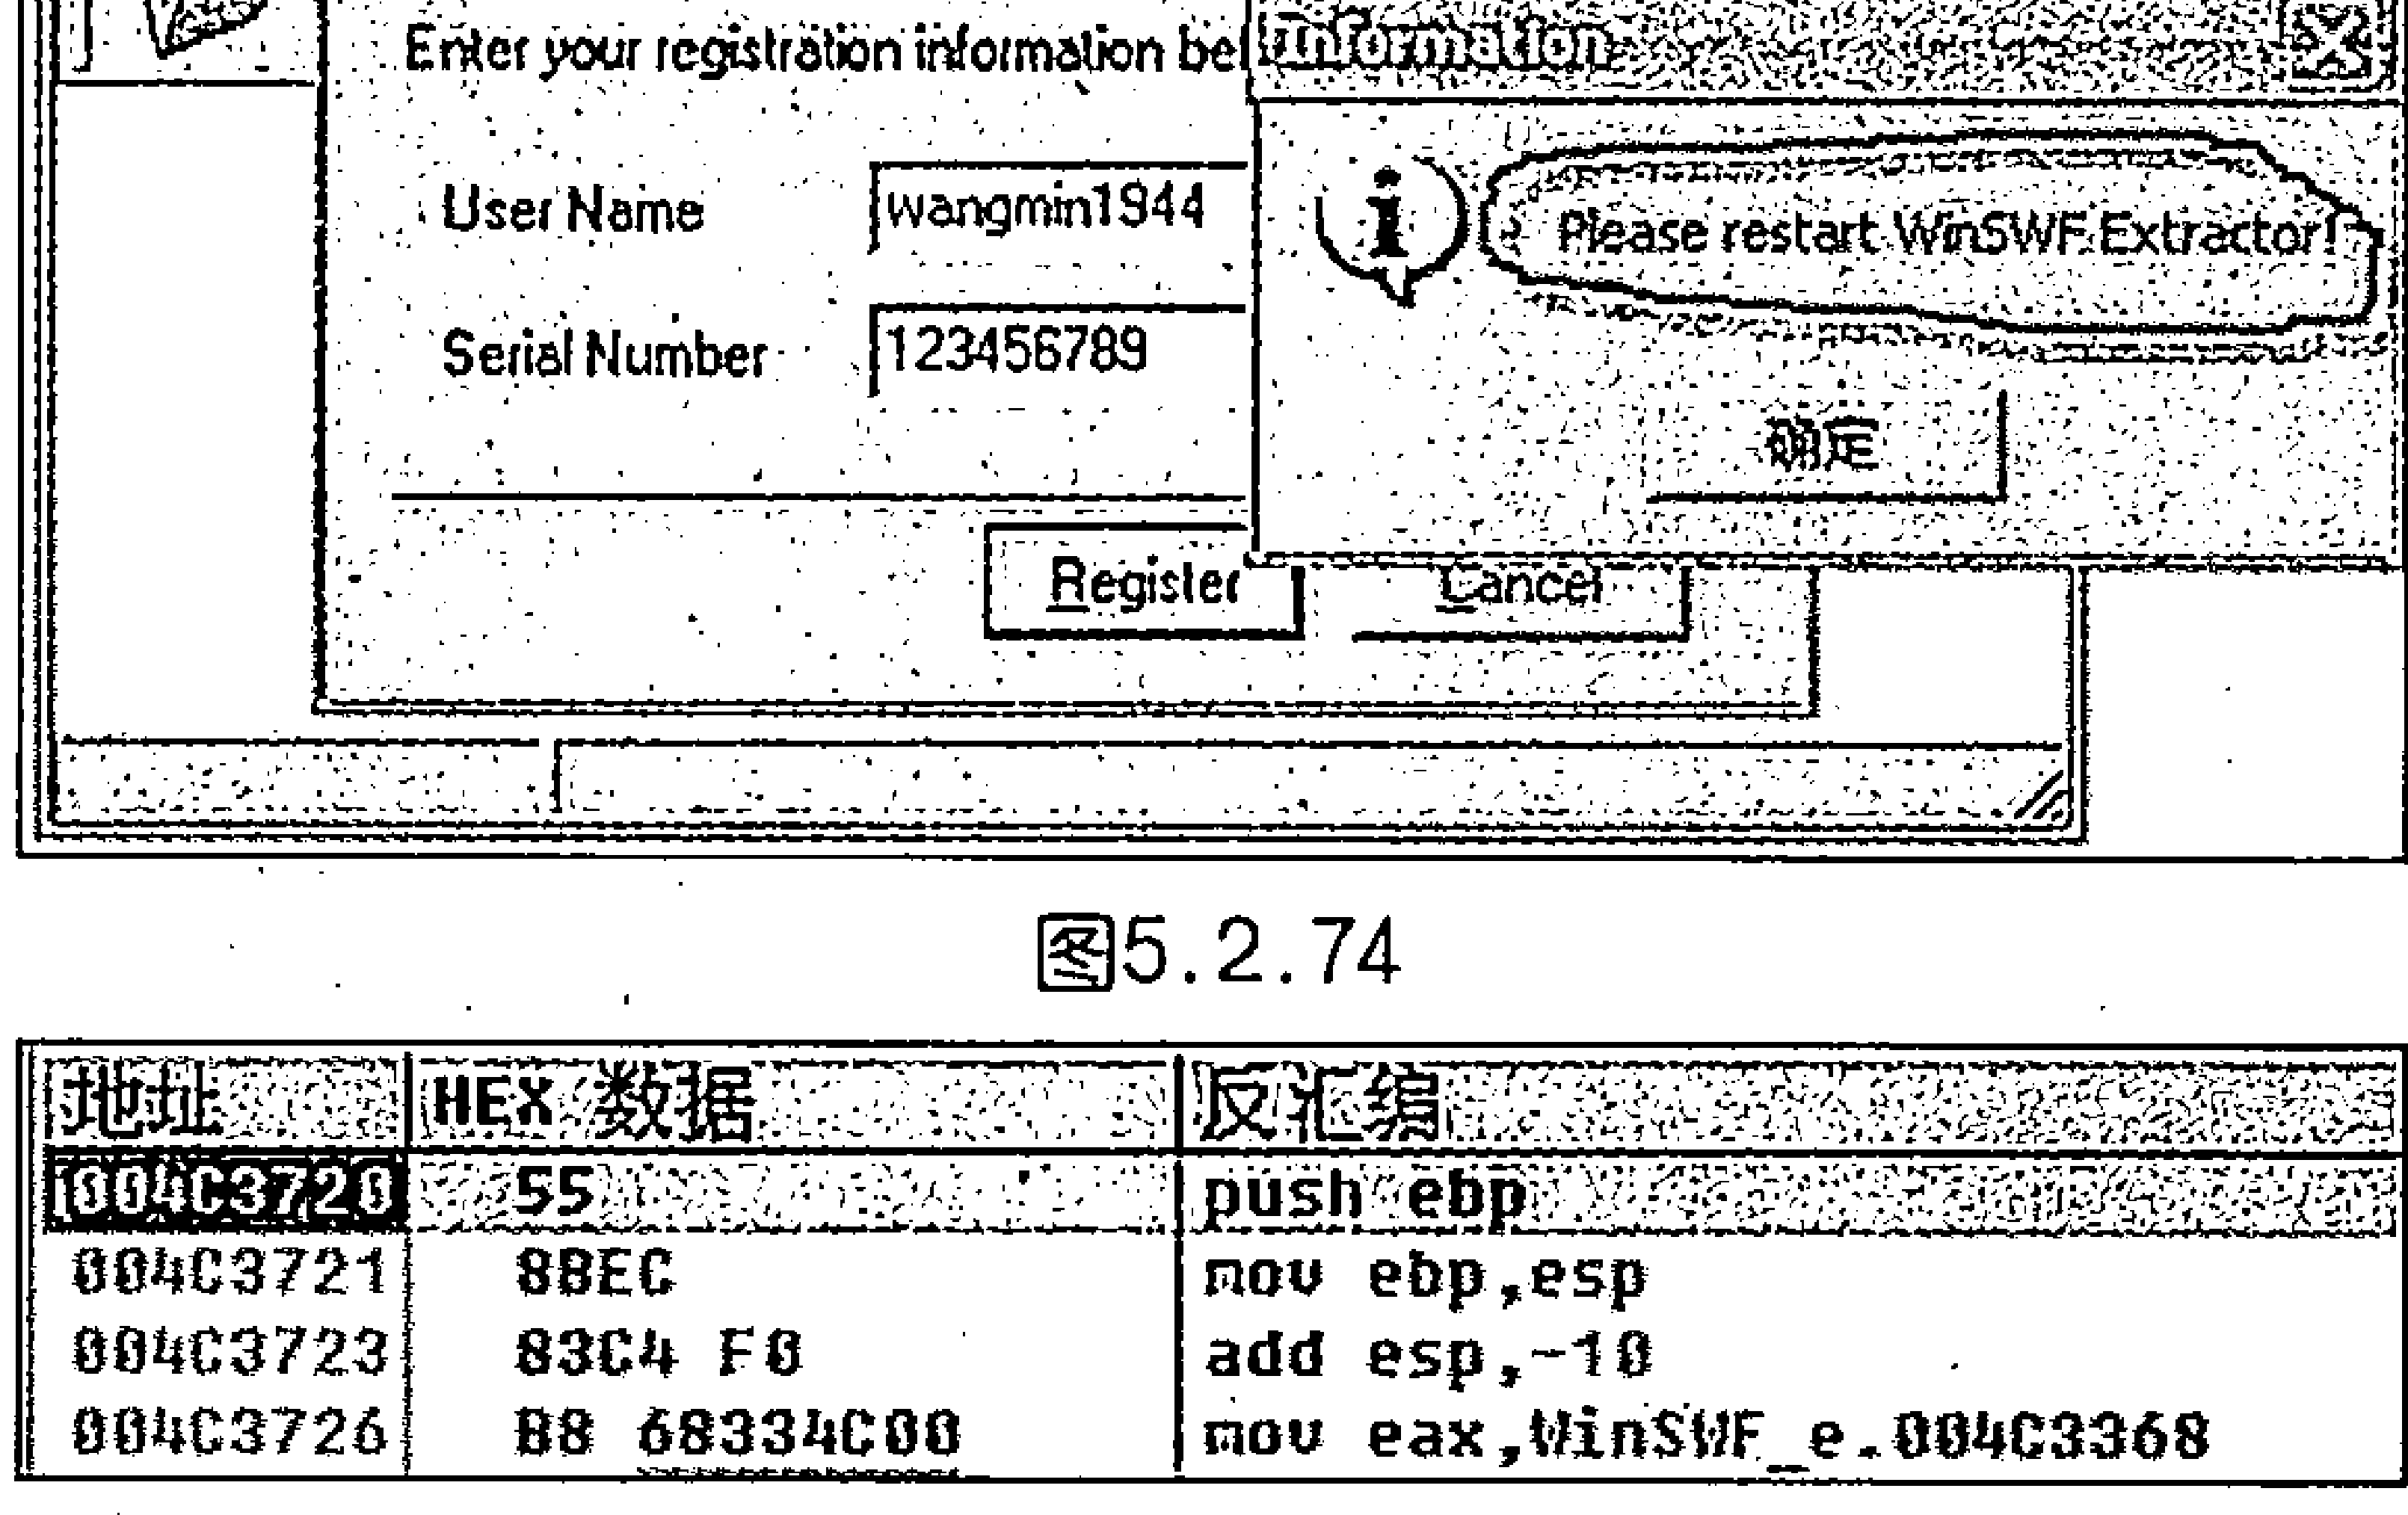 Enter your registration information bel
Information
User Name
wangmin1944
Please restart WinSWF Extractor!
Serial Number
123456789
确定
Register
Cancel
图5.2.74
地址 HEX 数据 反汇编
004C3720 55 push ebp
004C3721 8BEC mov ebp,esp
004C3723 83C4 F0 add esp,-10
004C3726 B8 68334C00 mov eax,WinSWF_e.004C3368